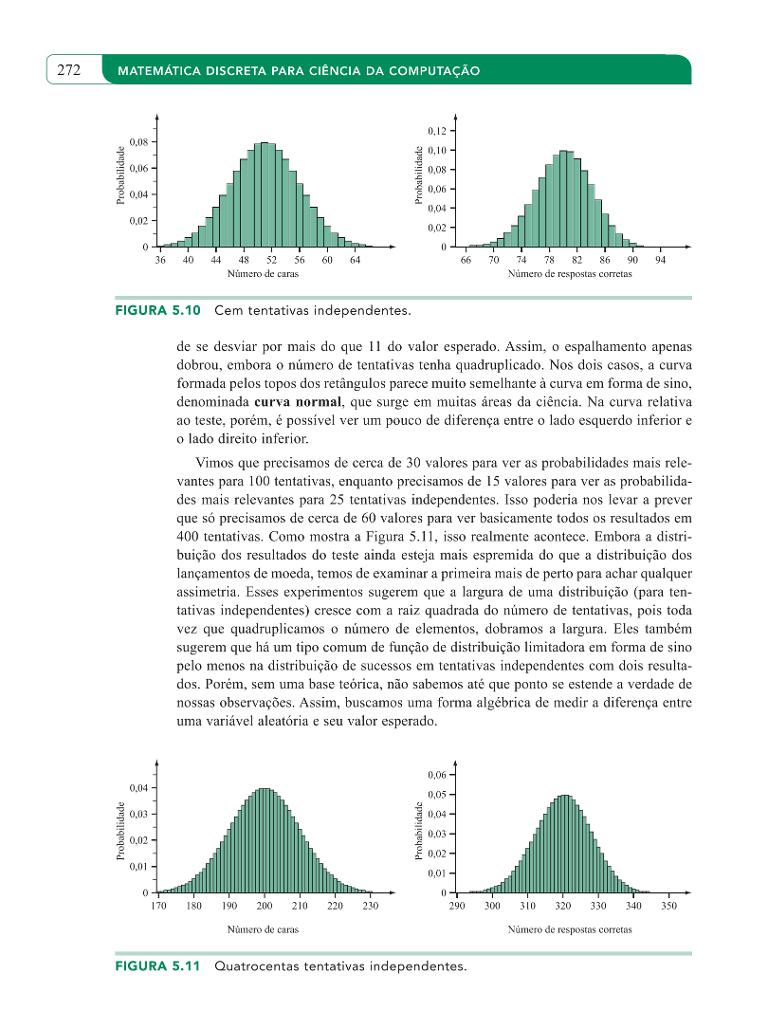 272 MATEMÁTICA DISCRETA PARA CIÊNCIA DA COMPUTAÇÃO
Probabilidade
0,08
0,06
0,04
0,02
0
36 40 44 48 52 56 60 64
Número de caras
Probabilidade
0,12
0,10
0,08
0,06
0,04
0,02
0
66 70 74 78 82 86 90 94
Número de respostas corretas
FIGURA 5.10 Cem tentativas independentes.
de se desviar por mais do que 11 do valor esperado. Assim, o espalhamento apenas
dobrou, embora o número de tentativas tenha quadruplicado. Nos dois casos, a curva
formada pelos topos dos retângulos parece muito semelhante à curva em forma de sino,
denominada curva normal, que surge em muitas áreas da ciência. Na curva relativa
ao teste, porém, é possível ver um pouco de diferença entre o lado esquerdo inferior e
o lado direito inferior.
Vimos que precisamos de cerca de 30 valores para ver as probabilidades mais rele-
vantes para 100 tentativas, enquanto precisamos de 15 valores para ver as probabilida-
des mais relevantes para 25 tentativas independentes. Isso poderia nos levar a prever
que só precisamos de cerca de 60 valores para ver basicamente todos os resultados em
400 tentativas. Como mostra a Figura 5.11, isso realmente acontece. Embora a distri-
buição dos resultados do teste ainda esteja mais espremida do que a distribuição dos
lançamentos de moeda, temos de examinar a primeira mais de perto para achar qualquer
assimetria. Esses experimentos sugerem que a largura de uma distribuição (para ten-
tativas independentes) cresce com a raiz quadrada do número de tentativas, pois toda
vez que quadruplicamos o número de elementos, dobramos a largura. Eles também
sugerem que há um tipo comum de função de distribuição limitadora em forma de sino
pelo menos na distribuição de sucessos em tentativas independentes com dois resulta-
dos. Porém, sem uma base teórica, não sabemos até que ponto se estende a verdade de
nossas observações. Assim, buscamos uma forma algébrica de medir a diferença entre
uma variável aleatória e seu valor esperado.
Probabilidade
0,04
0,03
0,02
0,01
0
170 180 190 200 210 220 230
Número de caras
Probabilidade
0,06
0,05
0,04
0,03
0,02
0,01
0
290 300 310 320 330 340 350
Número de respostas corretas
FIGURA 5.11 Quatrocentas tentativas independentes.